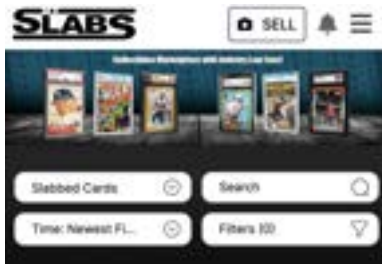 SLABS
SELL
Collectibles Marketplace with Industry Low Fees!
Slabbed Cards
Search
Time: Newest Fi...
Filters (0)